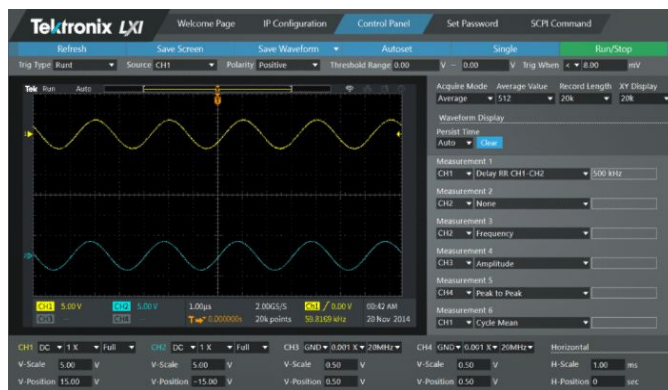 Tektronix LXI Welcome Page IP Configuration Control Panel Set Password SCPI Command
Refresh Save Screen Save Waveform Autoset Single Run/Stop
Trig Type Runt Source CH1 Polarity Positive Threshold Range 0.00 V — 0.00 V Trig When < 8.00 mV
Tek Run Auto
Acquire Mode Average Value Record Length XY Display
Average 512 20k 20k
Waveform Display
Persist Time
Auto Clear
Measurement 1
CH1 Delay RR CH1-CH2 500 kHz
Measurement 2
CH2 None
Measurement 3
CH2 Frequency
Measurement 4
CH3 Amplitude
Measurement 5
CH4 Peak to Peak
Measurement 6
CH1 Cycle Mean
CH1 5.00 V CH2 5.00 V 1.00µs 2.00GS/S CH1 / 0.00 V 00:42 AM
CH3 CH4 T 0.000000s 20k points 20 Nov 2014
CH1 DC 1 X Full CH2 DC 1 X Full CH3 GND 0.001 X 20MHz CH4 GND 0.001 X 20MHz Horizontal
V-Scale 5.00 V V-Scale 5.00 V V-Scale 0.50 V V-Scale 0.50 V H-Scale 1.00 ms
V-Position 15.00 V V-Position -15.00 V V-Position 0.50 V V-Position 0.50 V H-Position 0 sec